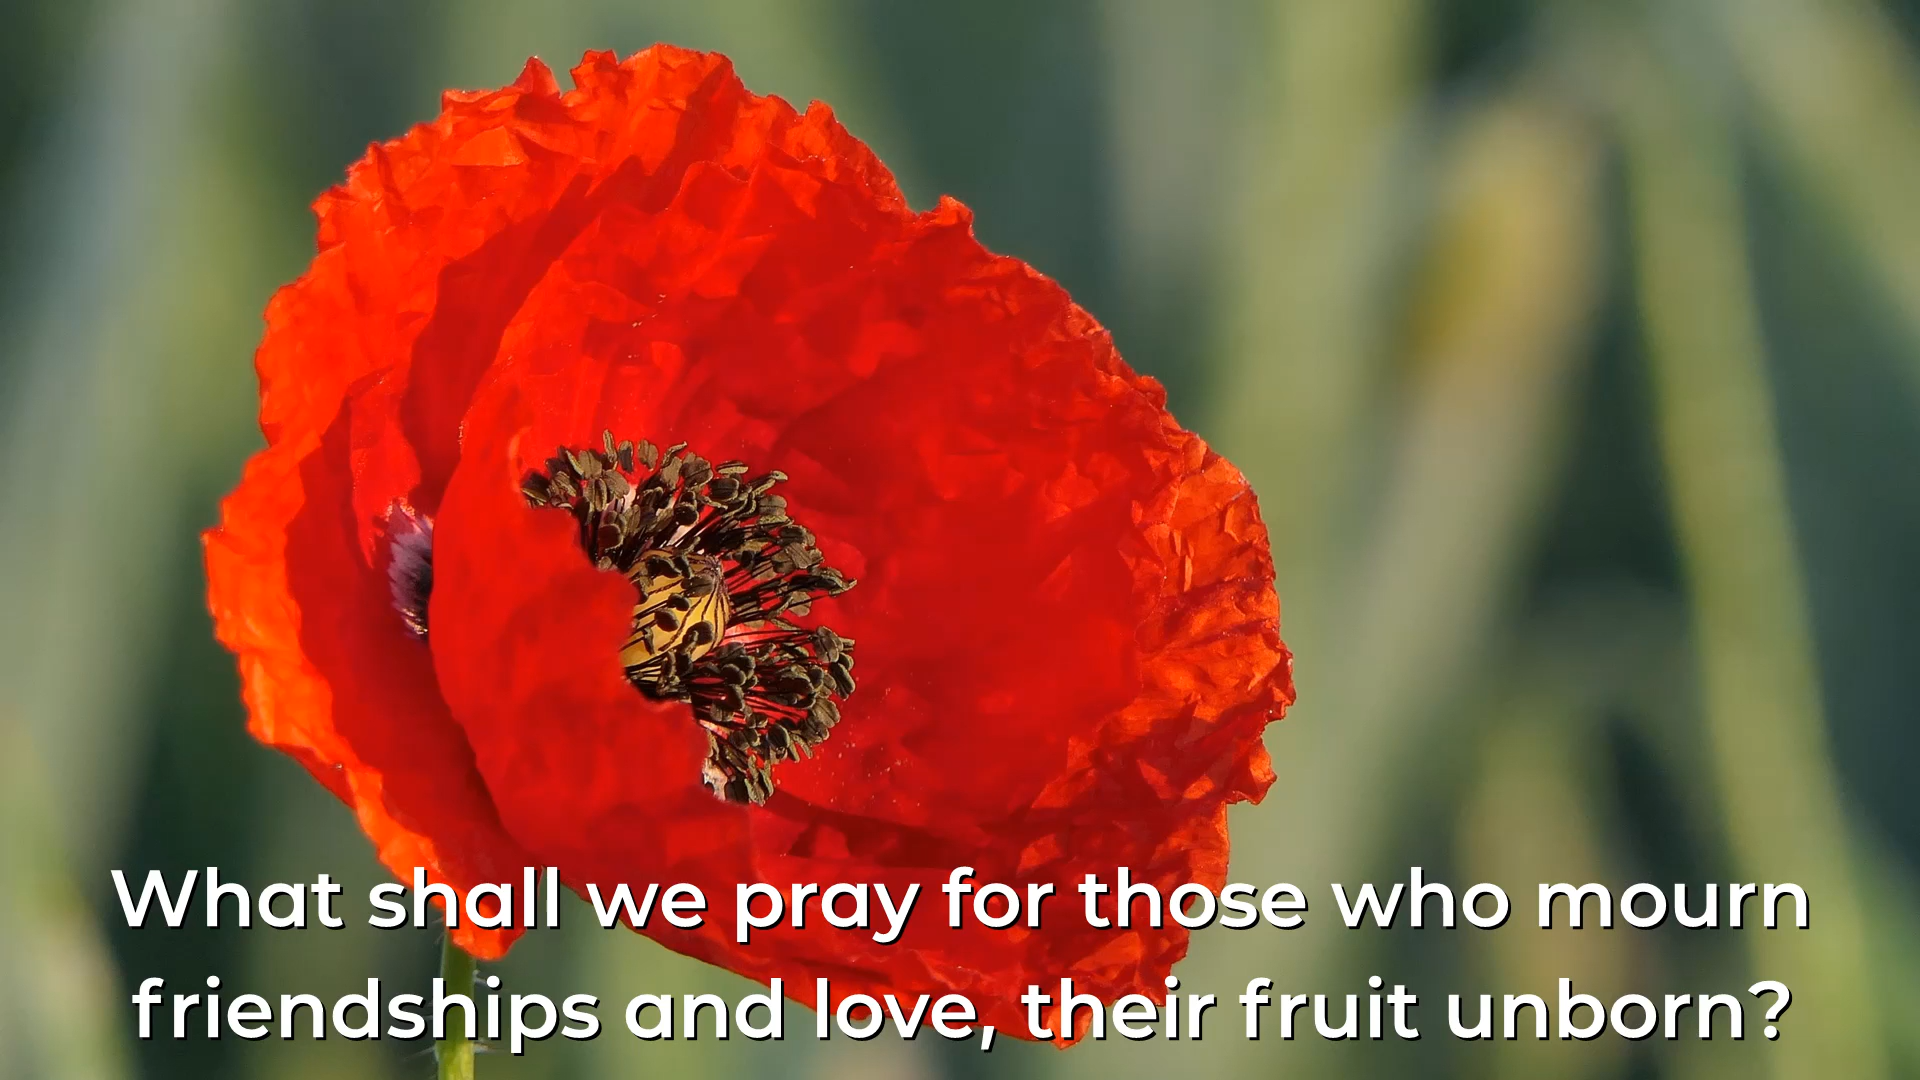 What shall we pray for those who mourn
friendships and love, their fruit unborn?